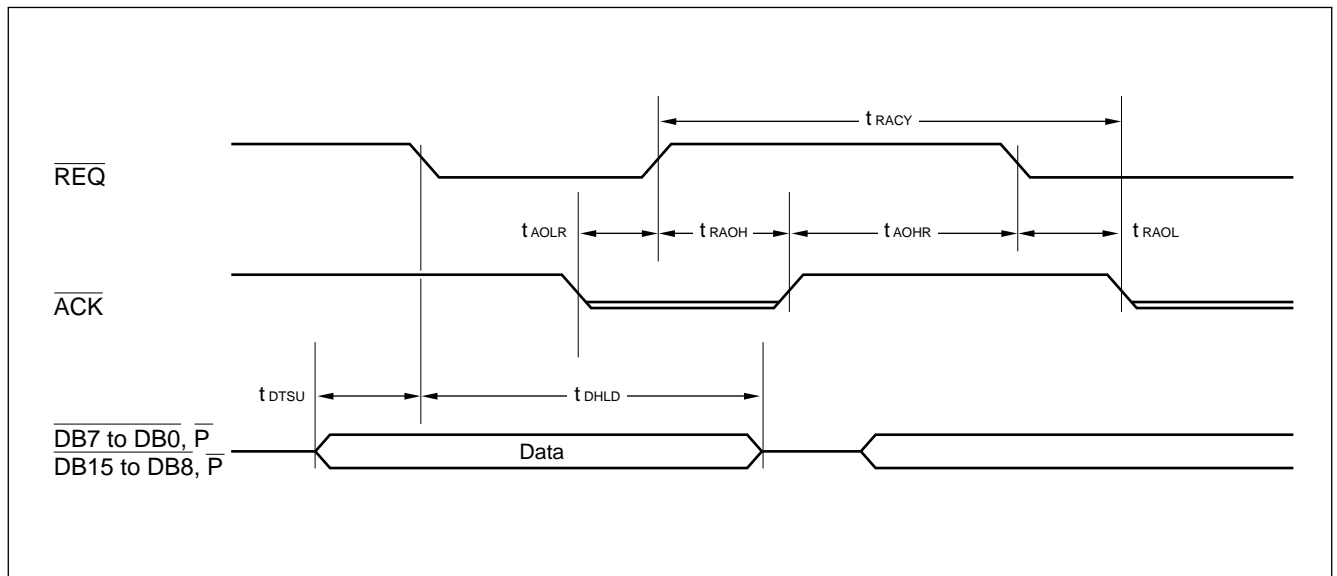 t RACY
REQ
t AOLR
t RAOH
t AOHR
t RAOL
ACK
t DTSU
t DHLD
DB7 to DB0, P
DB15 to DB8, P
Data